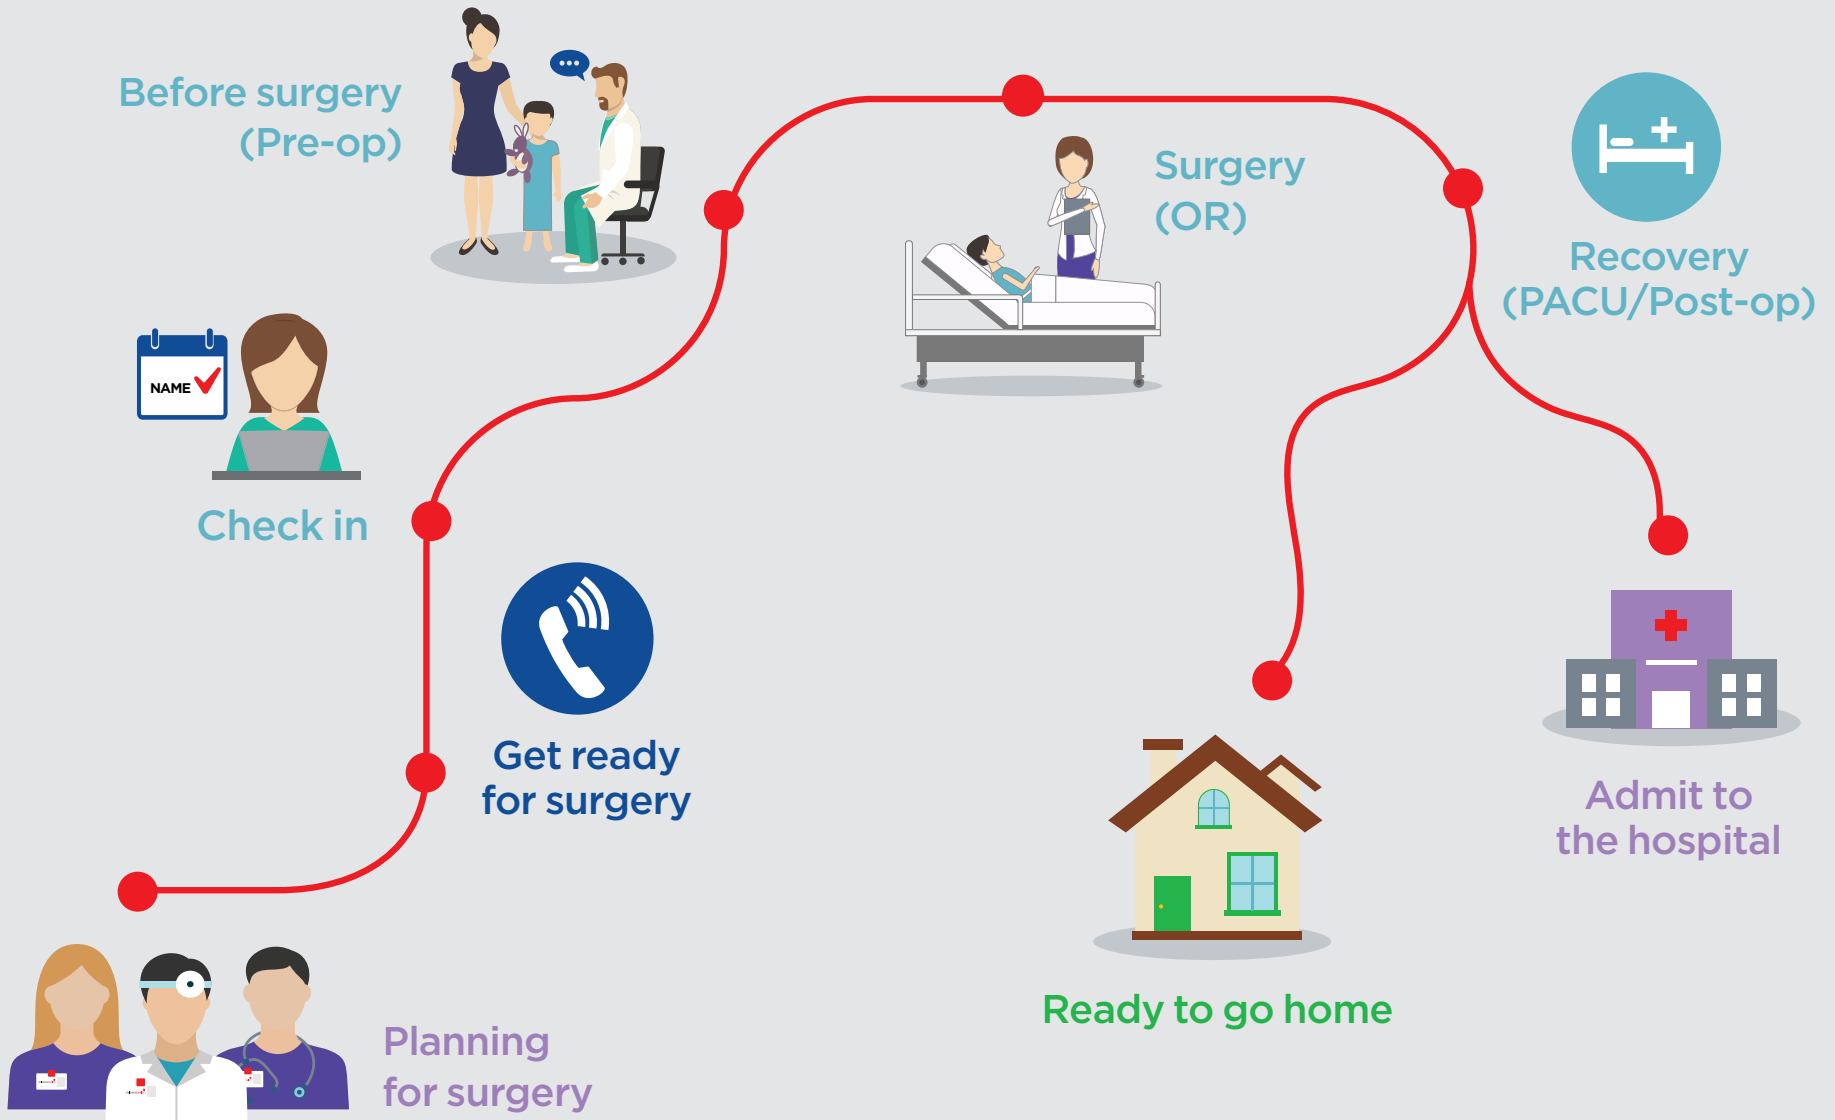 Before surgery
(Pre-op)
Surgery
(OR)
Recovery
(PACU/Post-op)
NAME
Check in
Get ready
for surgery
Admit to
the hospital
Ready to go home
Planning
for surgery